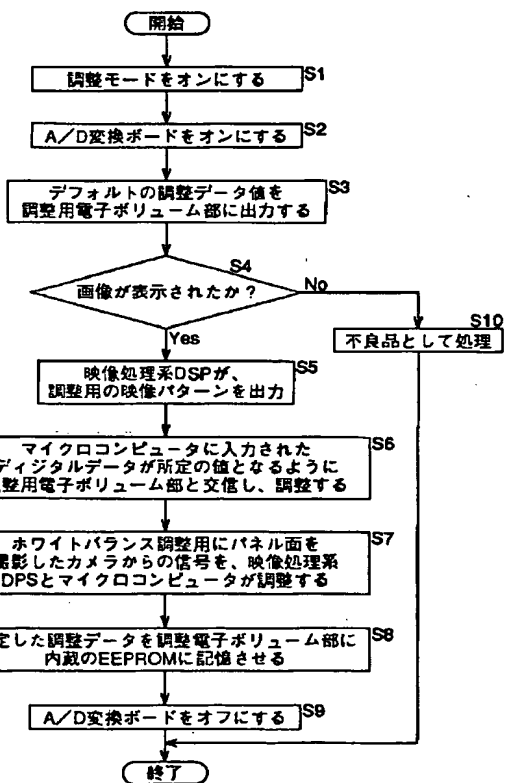 開始
調整モードをオンにする
S1
A／D変換ボードをオンにする
S2
デフォルトの調整データ値を
調整用電子ボリューム部に出力する
S3
S4
画像が表示されたか？
No
Yes
S10
不良品として処理
映像処理系DSPが、
調整用の映像パターンを出力
S5
マイクロコンピュータに入力された
ディジタルデータが所定の値となるように
整用電子ボリューム部と交信し、調整する
S6
ホワイトバランス調整用にパネル面を
撮影したカメラからの信号を、映像処理系
DPSとマイクロコンピュータが調整する
S7
定した調整データを調整電子ボリューム部に
内蔵のEEPROMに記憶させる
S8
A／D変換ボードをオフにする
S9
終了